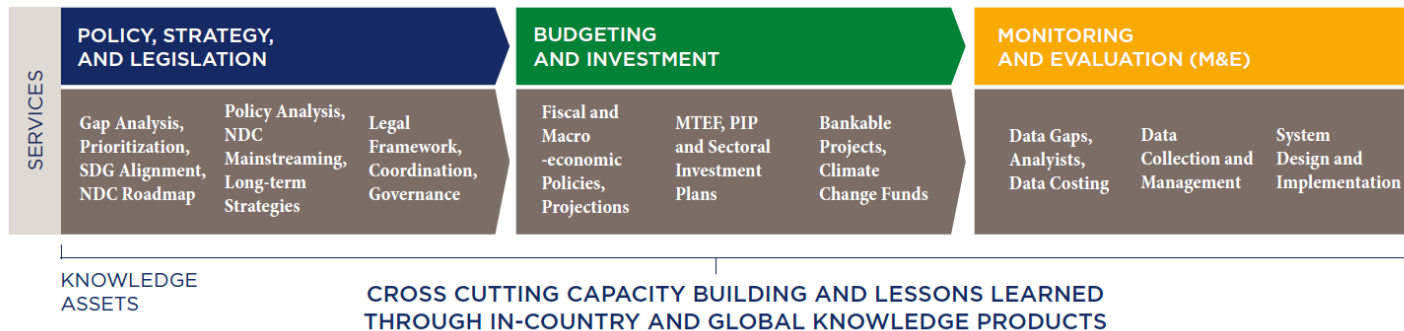 SERVICES
POLICY, STRATEGY,
AND LEGISLATION
Gap Analysis,
Prioritization,
SDG Alignment,
NDC Roadmap
Policy Analysis,
NDC
Mainstreaming,
Long-term
Strategies
Legal
Framework,
Coordination,
Governance
BUDGETING
AND INVESTMENT
Fiscal and
Macro
-economic
Policies,
Projections
MTEF, PIP
and Sectoral
Investment
Plans
Bankable
Projects,
Climate
Change Funds
MONITORING
AND EVALUATION (M&E)
Data Gaps,
Analysts,
Data Costing
Data
Collection and
Management
System
Design and
Implementation
KNOWLEDGE
ASSETS
CROSS CUTTING CAPACITY BUILDING AND LESSONS LEARNED
THROUGH IN-COUNTRY AND GLOBAL KNOWLEDGE PRODUCTS